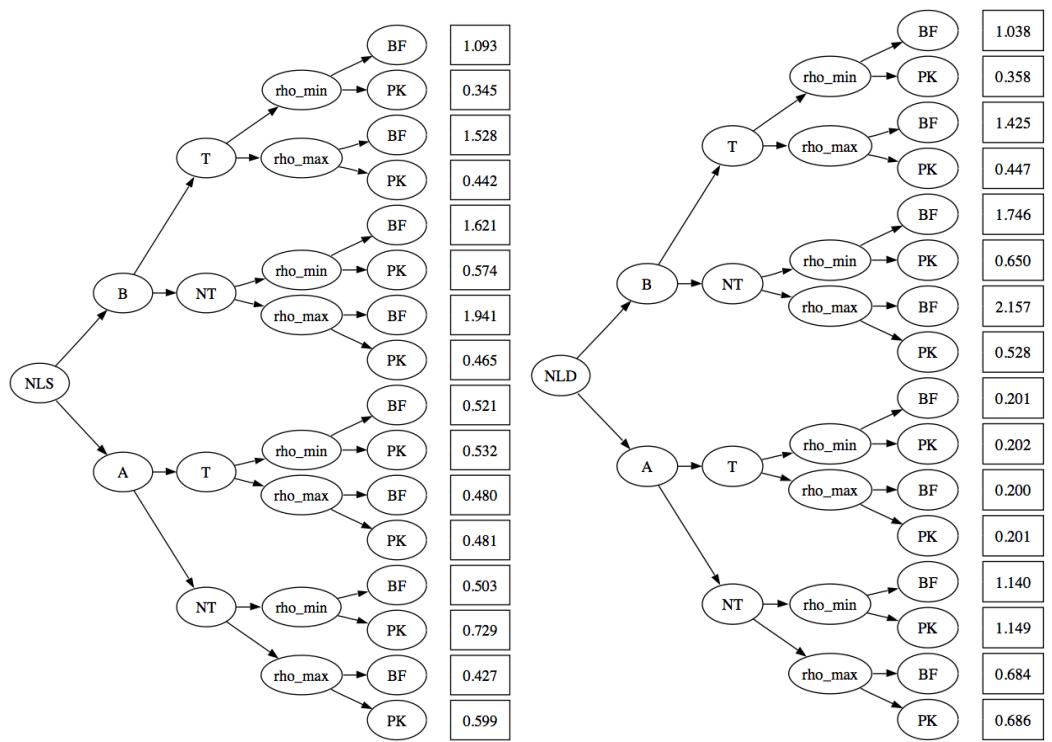 BF 1.093
rho_min
PK 0.345
BF 1.528
T rho_max
PK 0.442
BF 1.621
rho_min PK 0.574
B NT
rho_max BF 1.941
PK 0.465
NLS
BF 0.521
rho_min PK 0.532
A T
rho_max BF 0.480
PK 0.481
BF 0.503
NT rho_min
PK 0.729
rho_max BF 0.427
PK 0.599
BF 1.038
rho_min PK 0.358
BF 1.425
T rho_max
PK 0.447
BF 1.746
rho_min PK 0.650
B NT
rho_max BF 2.157
PK 0.528
NLD
BF 0.201
rho_min PK 0.202
A T
rho_max BF 0.200
PK 0.201
BF 1.140
NT rho_min
PK 1.149
rho_max BF 0.684
PK 0.686